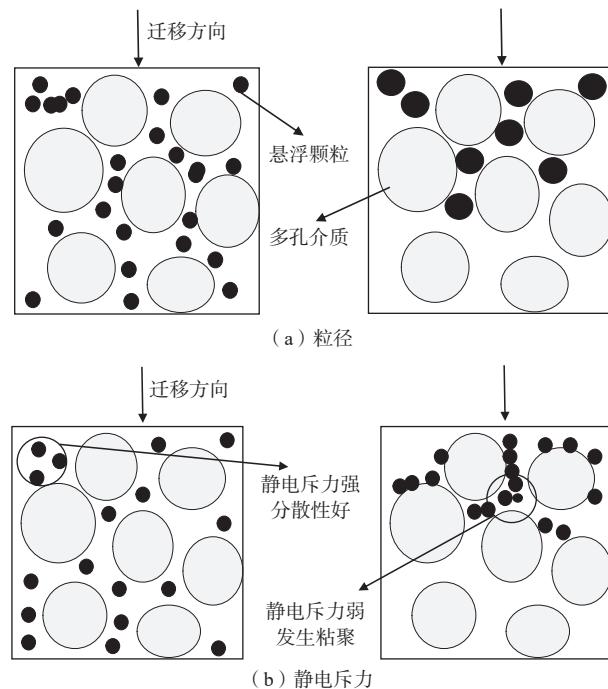 迁移方向
悬浮颗粒
多孔介质
（a）粒径
迁移方向
静电斥力强
分散性好
静电斥力弱
发生粘聚
（b）静电斥力